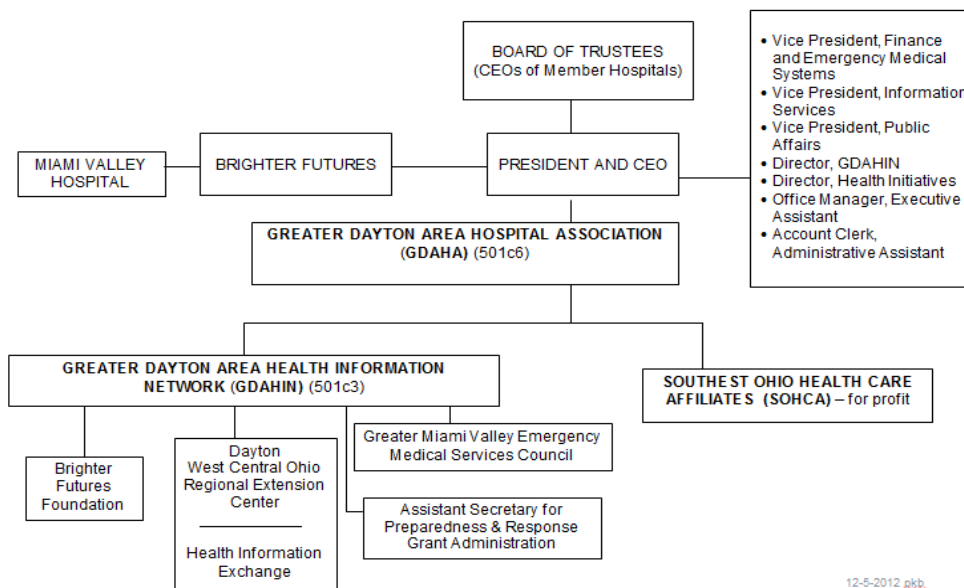 BOARD OF TRUSTEES
(CEOs of Member Hospitals)
• Vice President, Finance
and Emergency Medical
Systems
• Vice President, Information
Services
• Vice President, Public
Affairs
• Director, GDAHIN
• Director, Health Initiatives
• Office Manager, Executive
Assistant
• Account Clerk,
Administrative Assistant
MIAMI VALLEY
HOSPITAL
BRIGHTER FUTURES
PRESIDENT AND CEO
GREATER DAYTON AREA HOSPITAL ASSOCIATION
(GDAHA) (501c6)
GREATER DAYTON AREA HEALTH INFORMATION
NETWORK (GDAHIN) (501c3)
SOUTHEST OHIO HEALTH CARE
AFFILIATES (SOHCA) – for profit
Brighter
Futures
Foundation
Dayton
West Central Ohio
Regional Extension
Center
Health Information
Exchange
Greater Miami Valley Emergency
Medical Services Council
Assistant Secretary for
Preparedness & Response
Grant Administration
12-5-2012 pkb